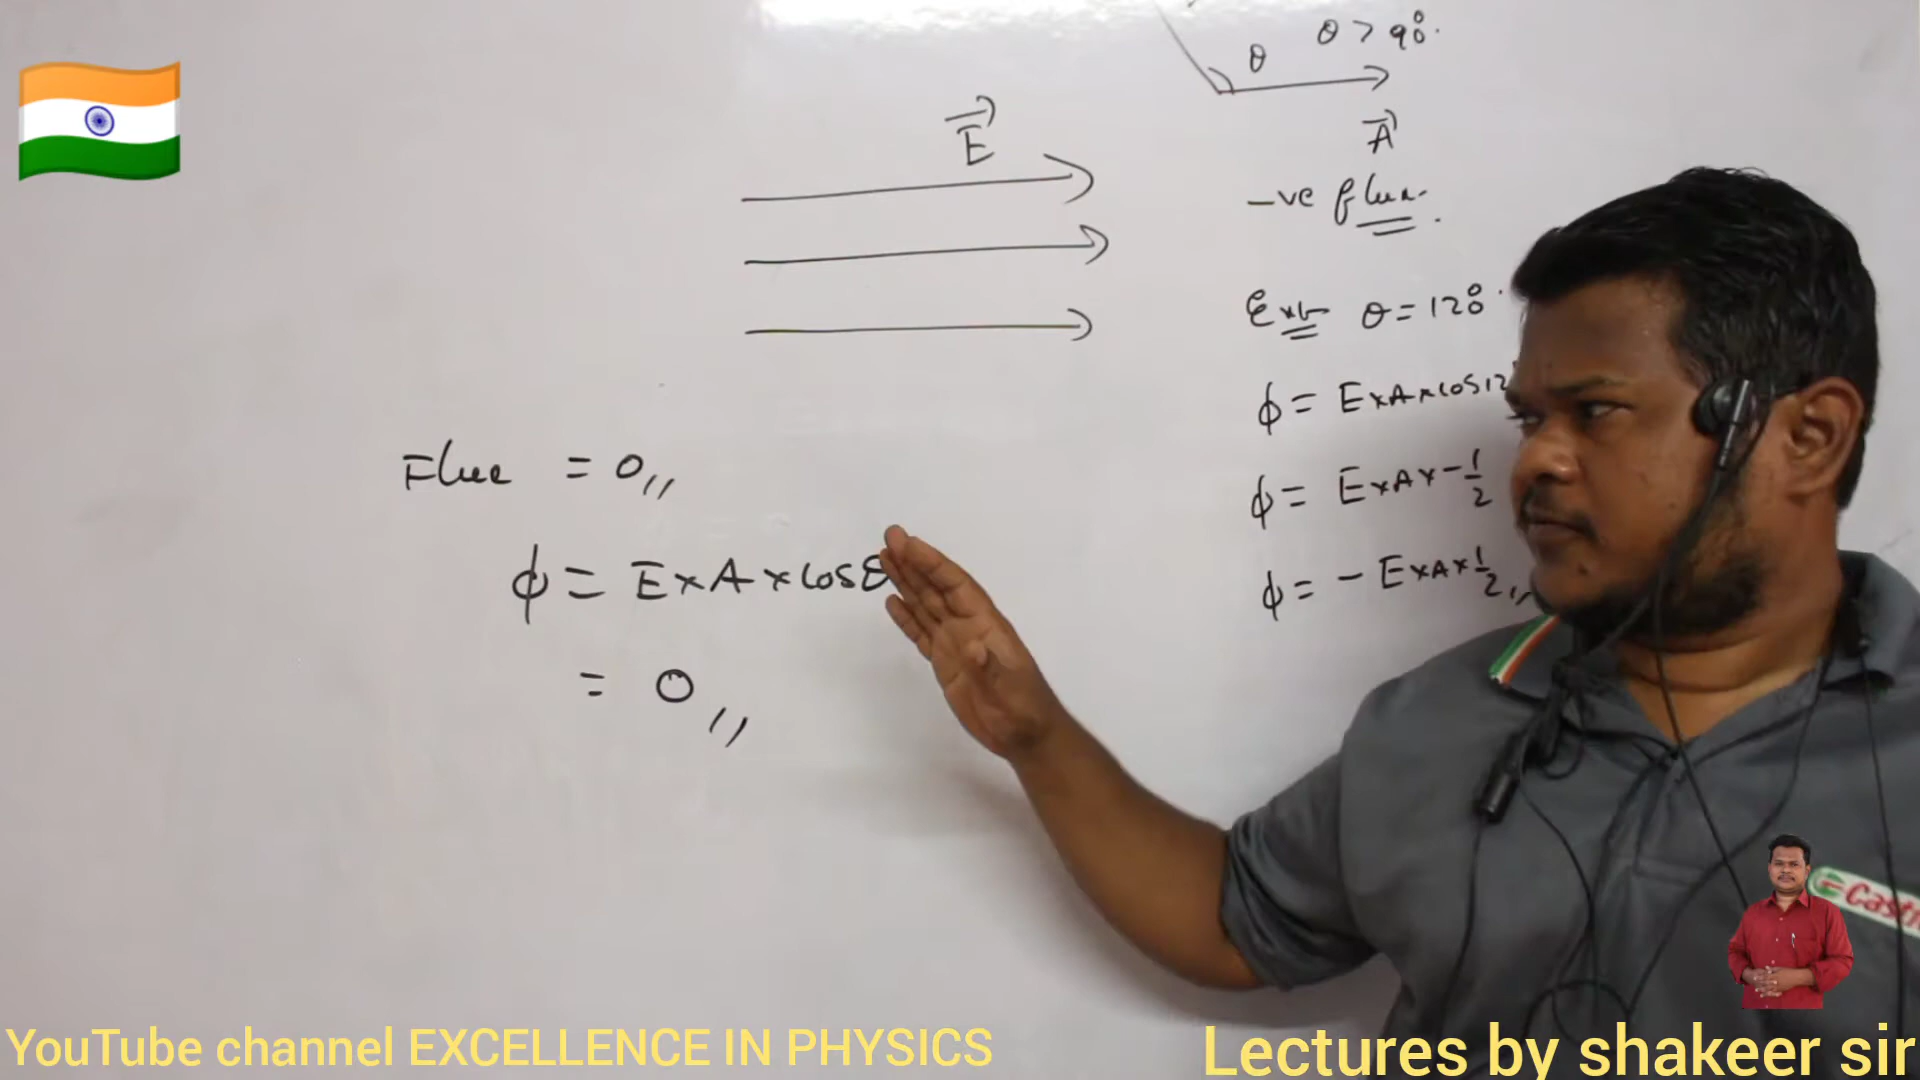 θ θ > 90°.
E⃗
A⃗
-ve flux.
Flux = 0,,
Ex:- θ = 120°
ϕ = E×A×cos12
ϕ = E×A×cosθ
ϕ = E×A×-1/2
= 0,,
ϕ = - E×A×1/2,,
YouTube channel EXCELLENCE IN PHYSICS
Lectures by shakeer sir